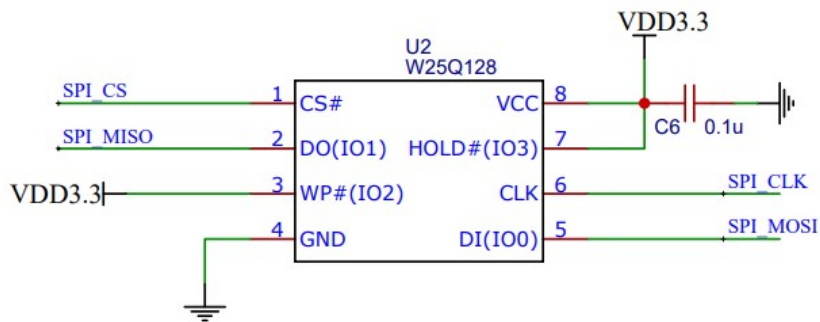 VDD3.3
U2
W25Q128
SPI_CS 1 CS# VCC 8
C6 0.1u
SPI_MISO 2 DO(IO1) HOLD#(IO3) 7
VDD3.3 3 WP#(IO2) CLK 6 SPI_CLK
4 GND DI(IO0) 5 SPI_MOSI